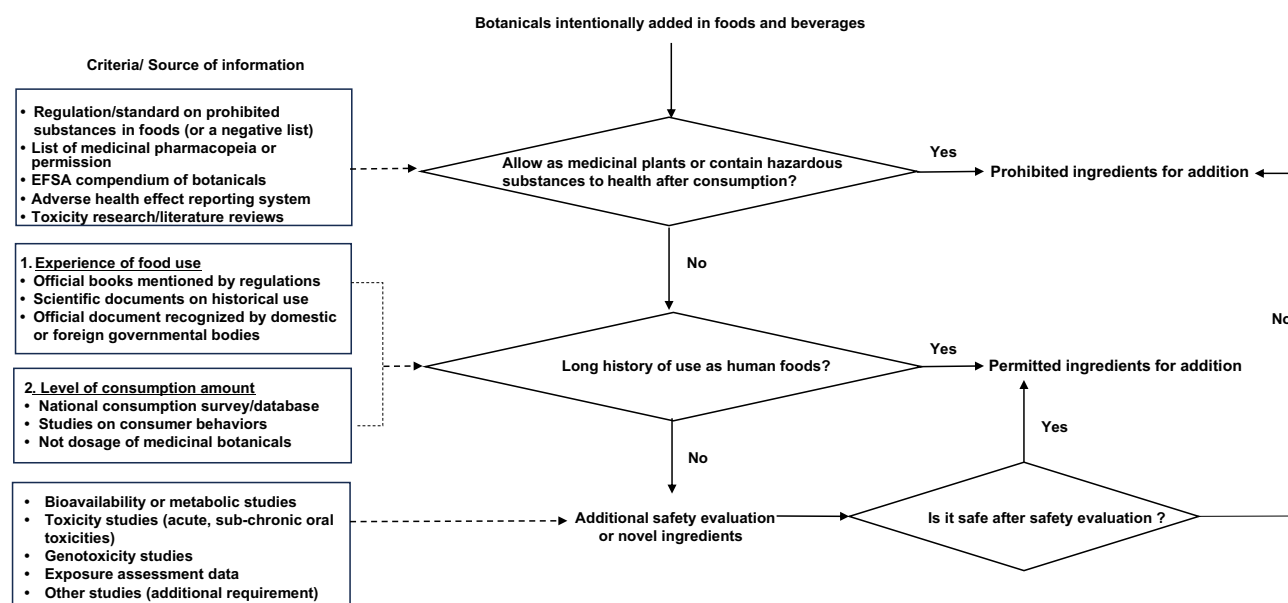 Botanicals intentionally added in foods and beverages
Criteria/ Source of information
• Regulation/standard on prohibited
substances in foods (or a negative list)
• List of medicinal pharmacopeia or
permission
• EFSA compendium of botanicals
• Adverse health effect reporting system
• Toxicity research/literature reviews
Allow as medicinal plants or contain hazardous
substances to health after consumption?
Yes
Prohibited ingredients for addition
No
1. Experience of food use
• Official books mentioned by regulations
• Scientific documents on historical use
• Official document recognized by domestic
or foreign governmental bodies
No
Long history of use as human foods?
Yes
Permitted ingredients for addition
2. Level of consumption amount
• National consumption survey/database
• Studies on consumer behaviors
• Not dosage of medicinal botanicals
Yes
No
• Bioavailability or metabolic studies
• Toxicity studies (acute, sub-chronic oral
toxicities)
• Genotoxicity studies
• Exposure assessment data
• Other studies (additional requirement)
Additional safety evaluation
or novel ingredients
Is it safe after safety evaluation ?